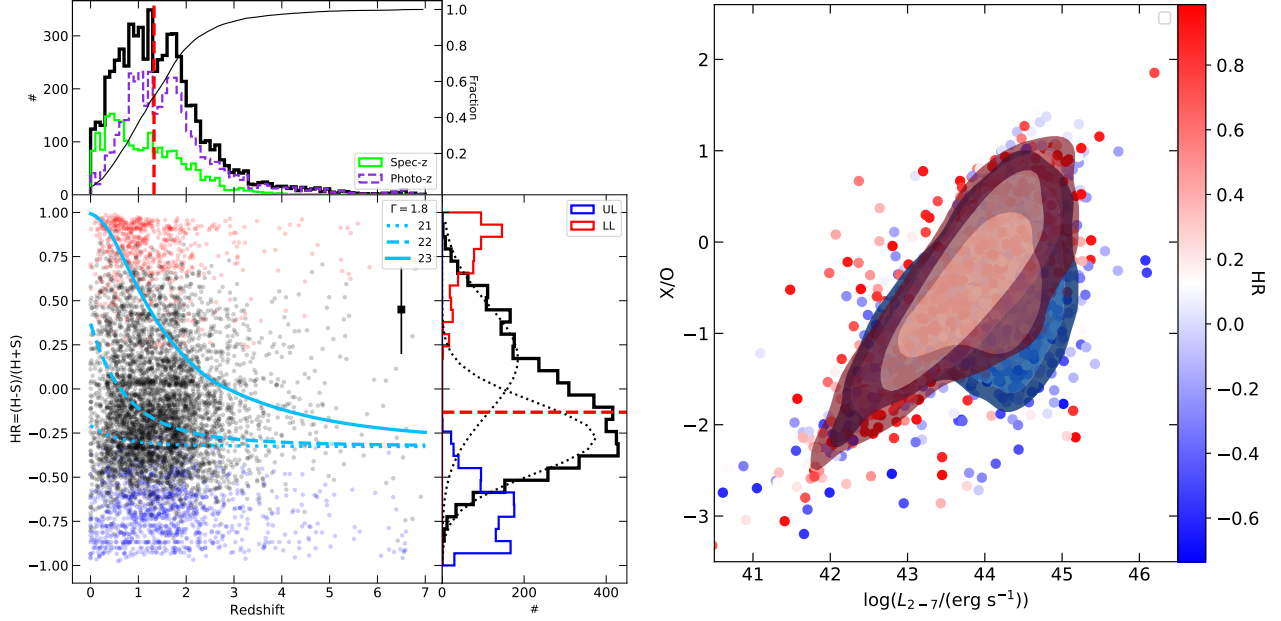 300
200
100
0
#
1.0
0.8
0.6
0.4
0.2
Fraction
Spec-z
Photo-z
1.00
0.75
0.50
0.25
0.00
−0.25
−0.50
−0.75
−1.00
HR=(H-S)/(H+S)
Γ = 1.8
21
22
23
0 1 2 3 4 5 6 7
Redshift
UL
LL
0 200 400
#
2
1
0
−1
−2
−3
X/O
41 42 43 44 45 46
log(L₂₋₇/(erg s⁻¹))
0.8
0.6
0.4
0.2
0.0
−0.2
−0.4
−0.6
HR